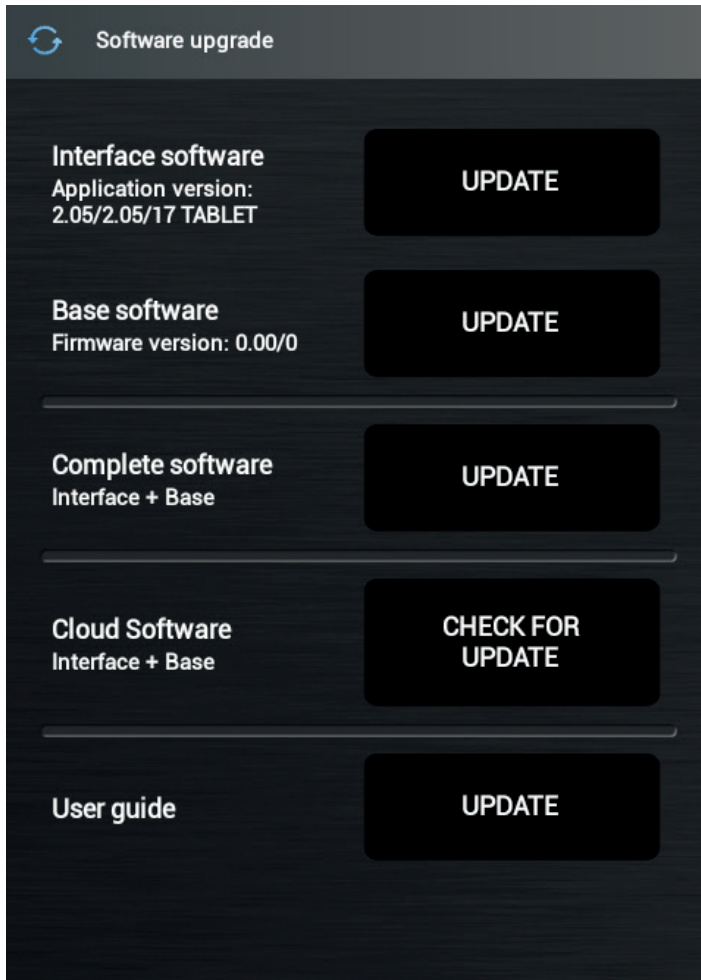 Software upgrade
Interface software
Application version:
2.05/2.05/17 TABLET
UPDATE
Base software
Firmware version: 0.00/0
UPDATE
Complete software
Interface + Base
UPDATE
Cloud Software
Interface + Base
CHECK FOR
UPDATE
User guide
UPDATE